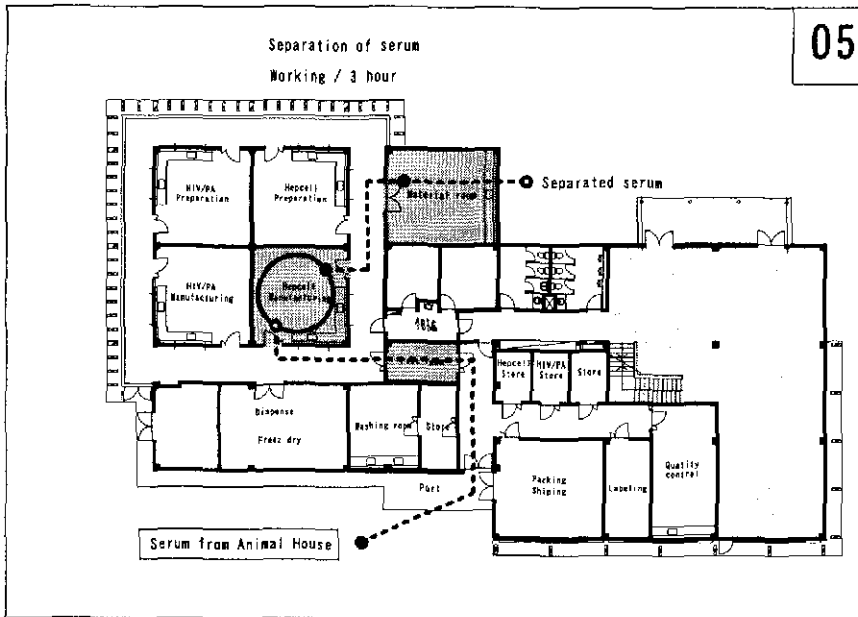 05
Separation of serum
Working / 3 hour
HIV/PA
Preparation
Hepcell
Preparation
Material room
Separated serum
HIV/PA
Manufacturing
Hepcell
Manufacturing
Hepcell
Store
HIV/PA
Store
Store
Dispense
Freez dry
Washing room
Store
Packing
Shiping
Labeling
Quality
control
Port
Serum from Animal House